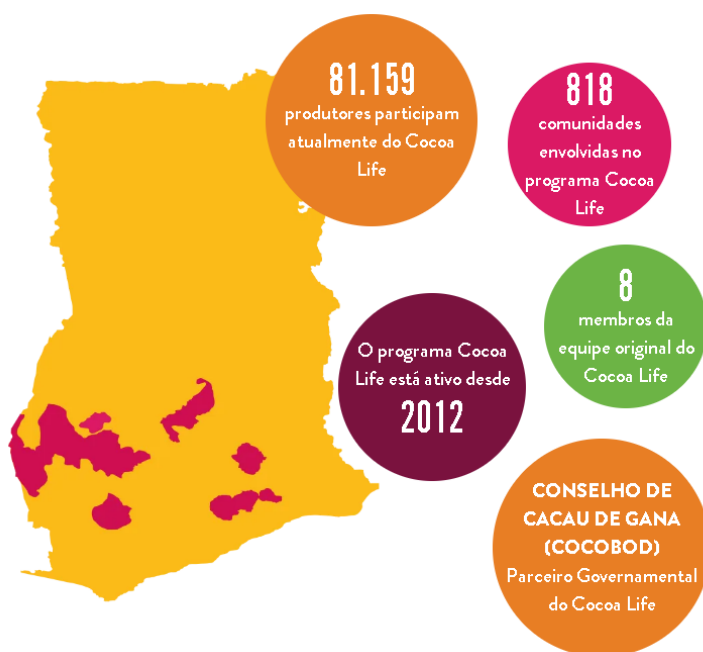 81.159
produtores participam
atualmente do Cocoa
Life
818
comunidades
envolvidas no
programa Cocoa
Life
8
membros da
equipe original do
Cocoa Life
O programa Cocoa
Life está ativo desde
2012
CONSELHO DE
CACAU DE GANA
(COCOBOD)
Parceiro Governamental
do Cocoa Life